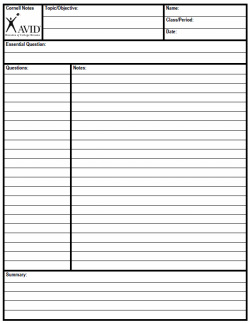 Cornell Notes
Topic/Objective:
Name:
AVID
Class/Period:
Date:
Essential Question:
Questions:
Notes:
Summary: